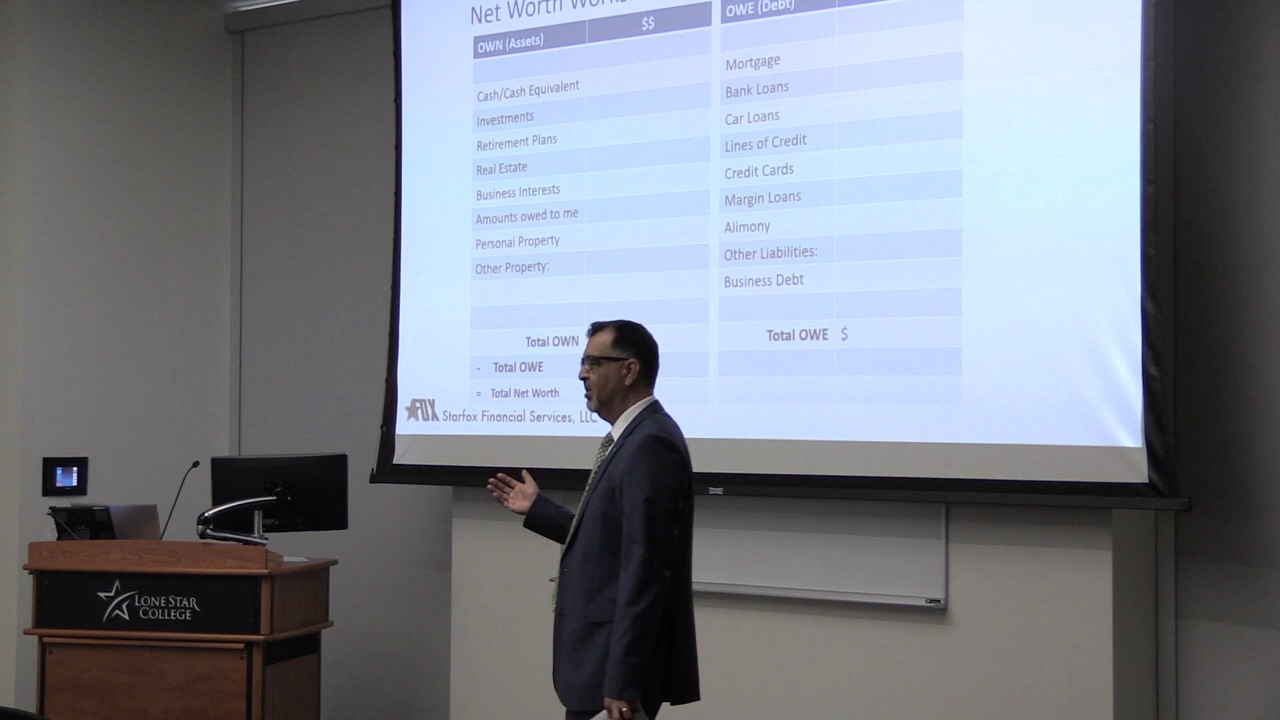 Net Worth
OWN (Assets)
$$
Cash/Cash Equivalent
Investments
Retirement Plans
Real Estate
Business Interests
Amounts owed to me
Personal Property
Other Property:
Total OWN
- Total OWE
= Total Net Worth
OWE (Debt)
Mortgage
Bank Loans
Car Loans
Lines of Credit
Credit Cards
Margin Loans
Alimony
Other Liabilities:
Business Debt
Total OWE $
FOX Starfox Financial Services, LLC
LONE STAR
COLLEGE